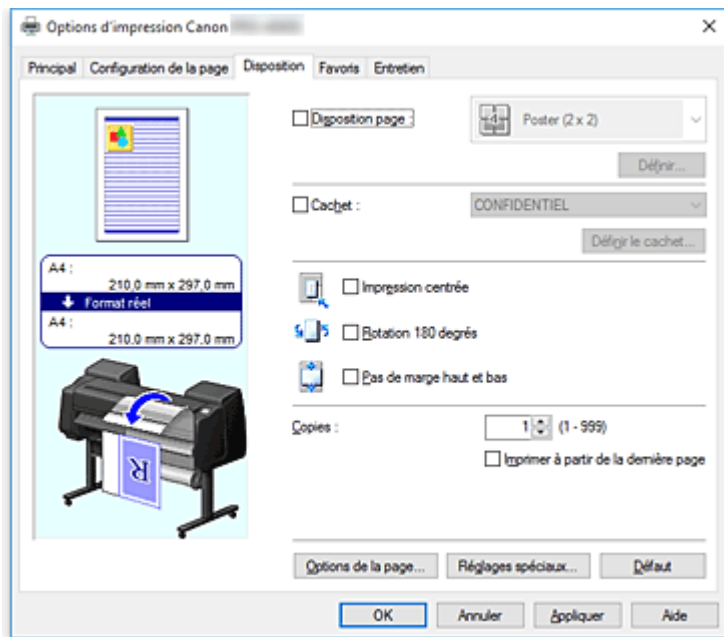 Options d'impression Canon
Principal Configuration de la page Disposition Favoris Entretien
Disposition page :
4
Poster (2 x 2)
Définir...
Cachet :
CONFIDENTIEL
Définir le cachet...
A4 :
210,0 mm x 297,0 mm
Format réel
A4 :
210,0 mm x 297,0 mm
Impression centrée
Rotation 180 degrés
Pas de marge haut et bas
R
Copies :
1 (1 - 999)
Imprimer à partir de la dernière page
Options de la page... Réglages spéciaux... Défaut
OK Annuler Appliquer Aide